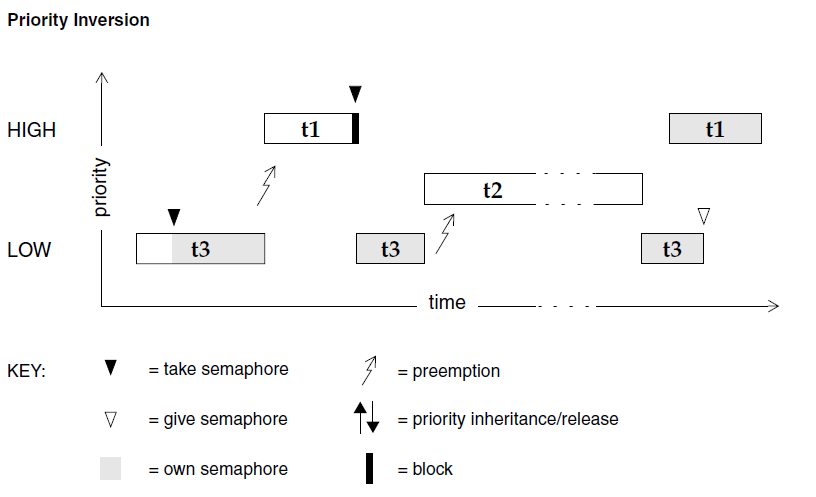 Priority Inversion
HIGH
t1
t1
priority
t2
LOW
t3
t3
t3
time
KEY:
= take semaphore
= preemption
= give semaphore
= priority inheritance/release
= own semaphore
= block